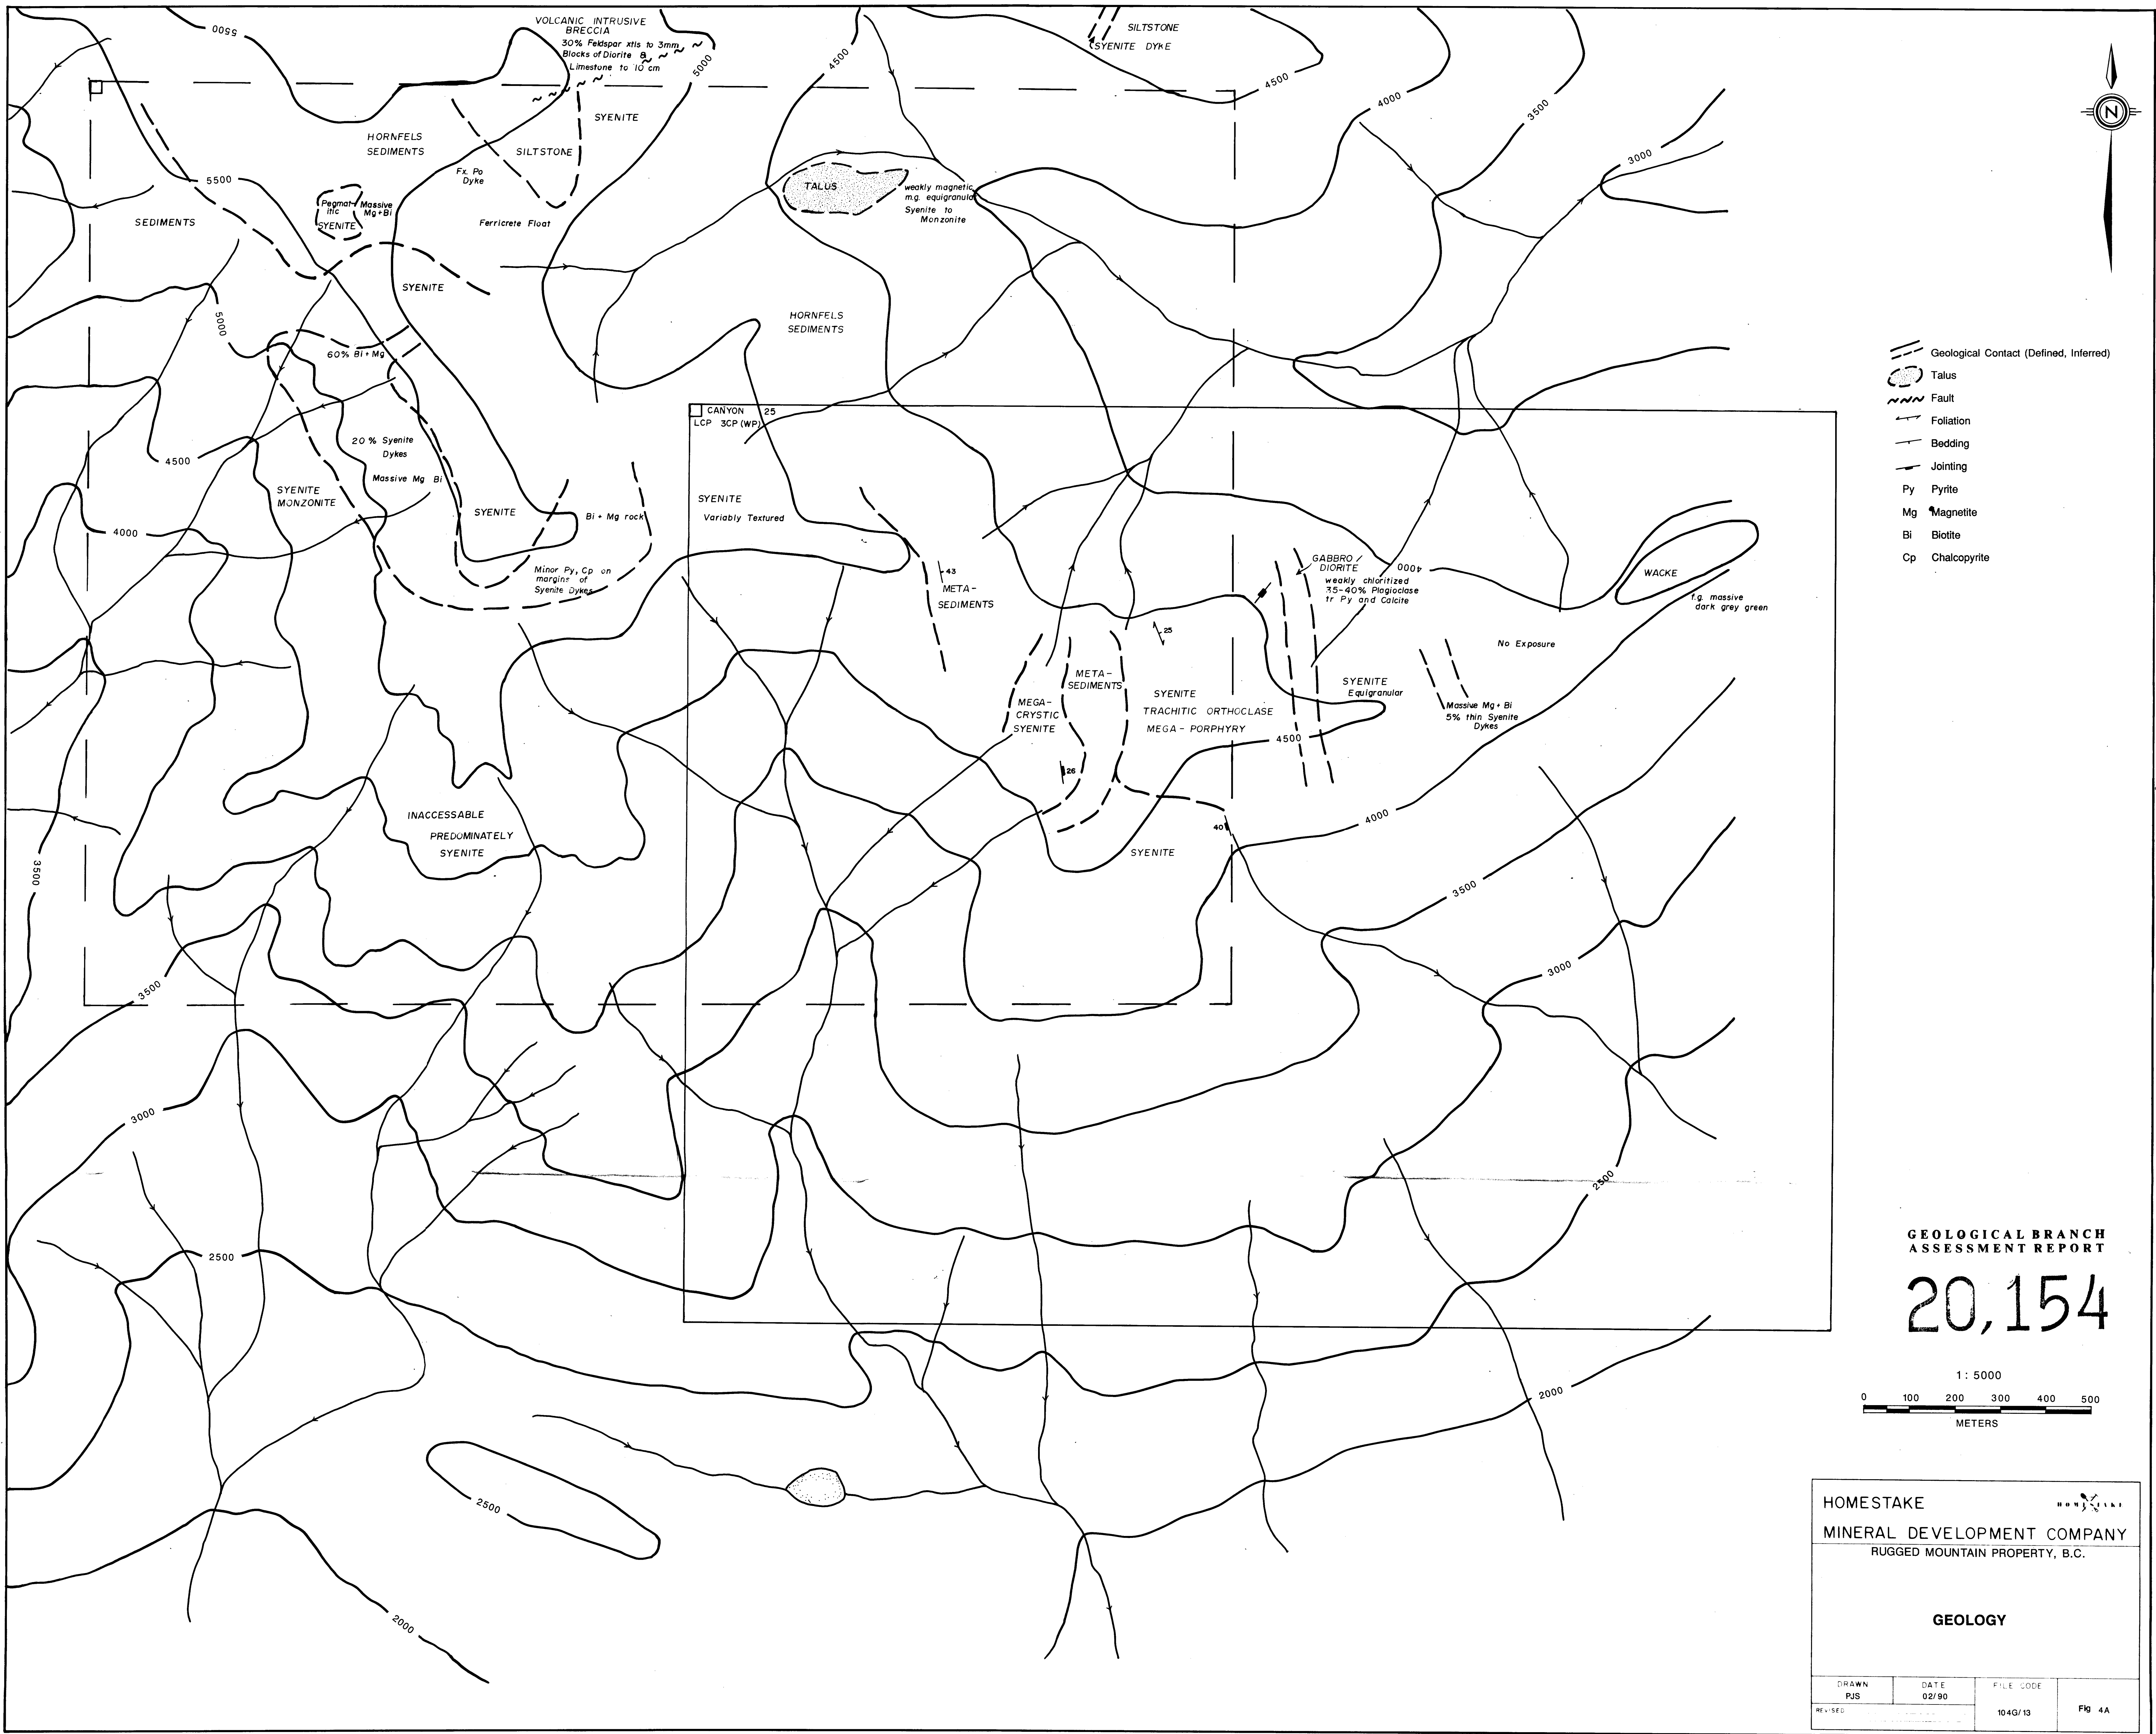 5500
VOLCANIC INTRUSIVE
BRECCIA
30% Feldspar xtls to 3mm
Blocks of Diorite &
Limestone to 10 cm
5000
4500
SILTSTONE
SYENITE DYKE
4500
4000
3500
3000
N
HORNFELS
SEDIMENTS
SILTSTONE
SYENITE
Fx. Po
Dyke
5500
SEDIMENTS
Pegmat-
itic
Massive
Mg+Bi
SYENITE
Ferricrete Float
TALUS
weakly magnetic
m.g. equigranula
Syenite to
Monzonite
SYENITE
5000
HORNFELS
SEDIMENTS
60% Bi + Mg
CANYON 25
LCP 3CP (WP)
20% Syenite
Dykes
Massive Mg Bi
4500
SYENITE
MONZONITE
SYENITE
Bi + Mg rock
SYENITE
Variably Textured
4000
Minor Py, Cp on
margins of
Syenite Dykes
43
META-
SEDIMENTS
GABBRO /
DIORITE
weakly chloritized
35-40% Plagioclase
tr Py and Calcite
4000
WACKE
f.g. massive
dark grey green
25
No Exposure
META-
SEDIMENTS
MEGA-
CRYSTIC
SYENITE
SYENITE
TRACHITIC ORTHOCLASE
MEGA - PORPHYRY
SYENITE
Equigranular
Massive Mg + Bi
5% thin Syenite
Dykes
4500
26
40
SYENITE
INACCESSABLE
PREDOMINATELY
SYENITE
4000
3500
3500
3000
3500
3000
2500
2500
2000
2500
2000
Geological Contact (Defined, Inferred)
Talus
Fault
Foliation
Bedding
Jointing
Py Pyrite
Mg Magnetite
Bi Biotite
Cp Chalcopyrite
GEOLOGICAL BRANCH
ASSESSMENT REPORT
20,154
1 : 5000
0 100 200 300 400 500
METERS
HOMESTAKE
HOMESTAKE
MINERAL DEVELOPMENT COMPANY
RUGGED MOUNTAIN PROPERTY, B.C.
GEOLOGY
DRAWN
PJS
DATE
02/90
FILE CODE
104G/13
Fig 4A
REVISED